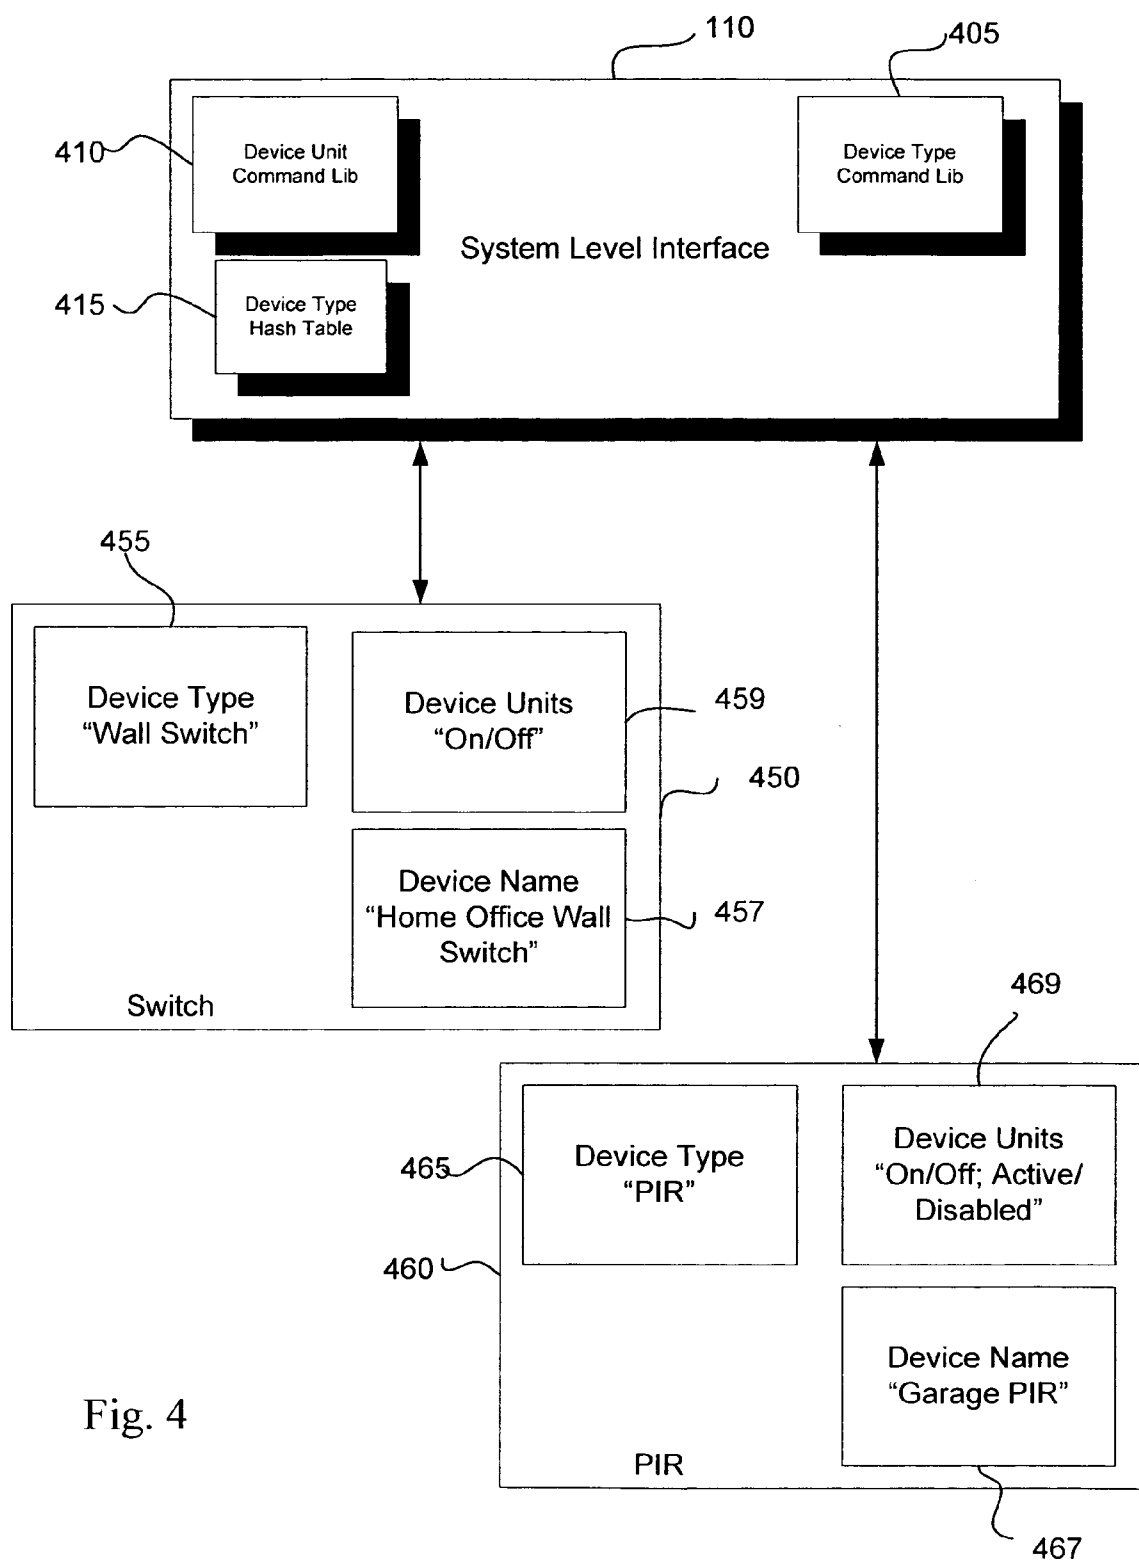 110
405
410
Device Unit
Command Lib
Device Type
Command Lib
System Level Interface
415
Device Type
Hash Table
455
Device Type
“Wall Switch”
Device Units
“On/Off”
459
450
Device Name
“Home Office Wall
Switch”
457
Switch
469
465
Device Type
“PIR”
Device Units
“On/Off; Active/
Disabled”
460
Device Name
“Garage PIR”
PIR
467
Fig. 4